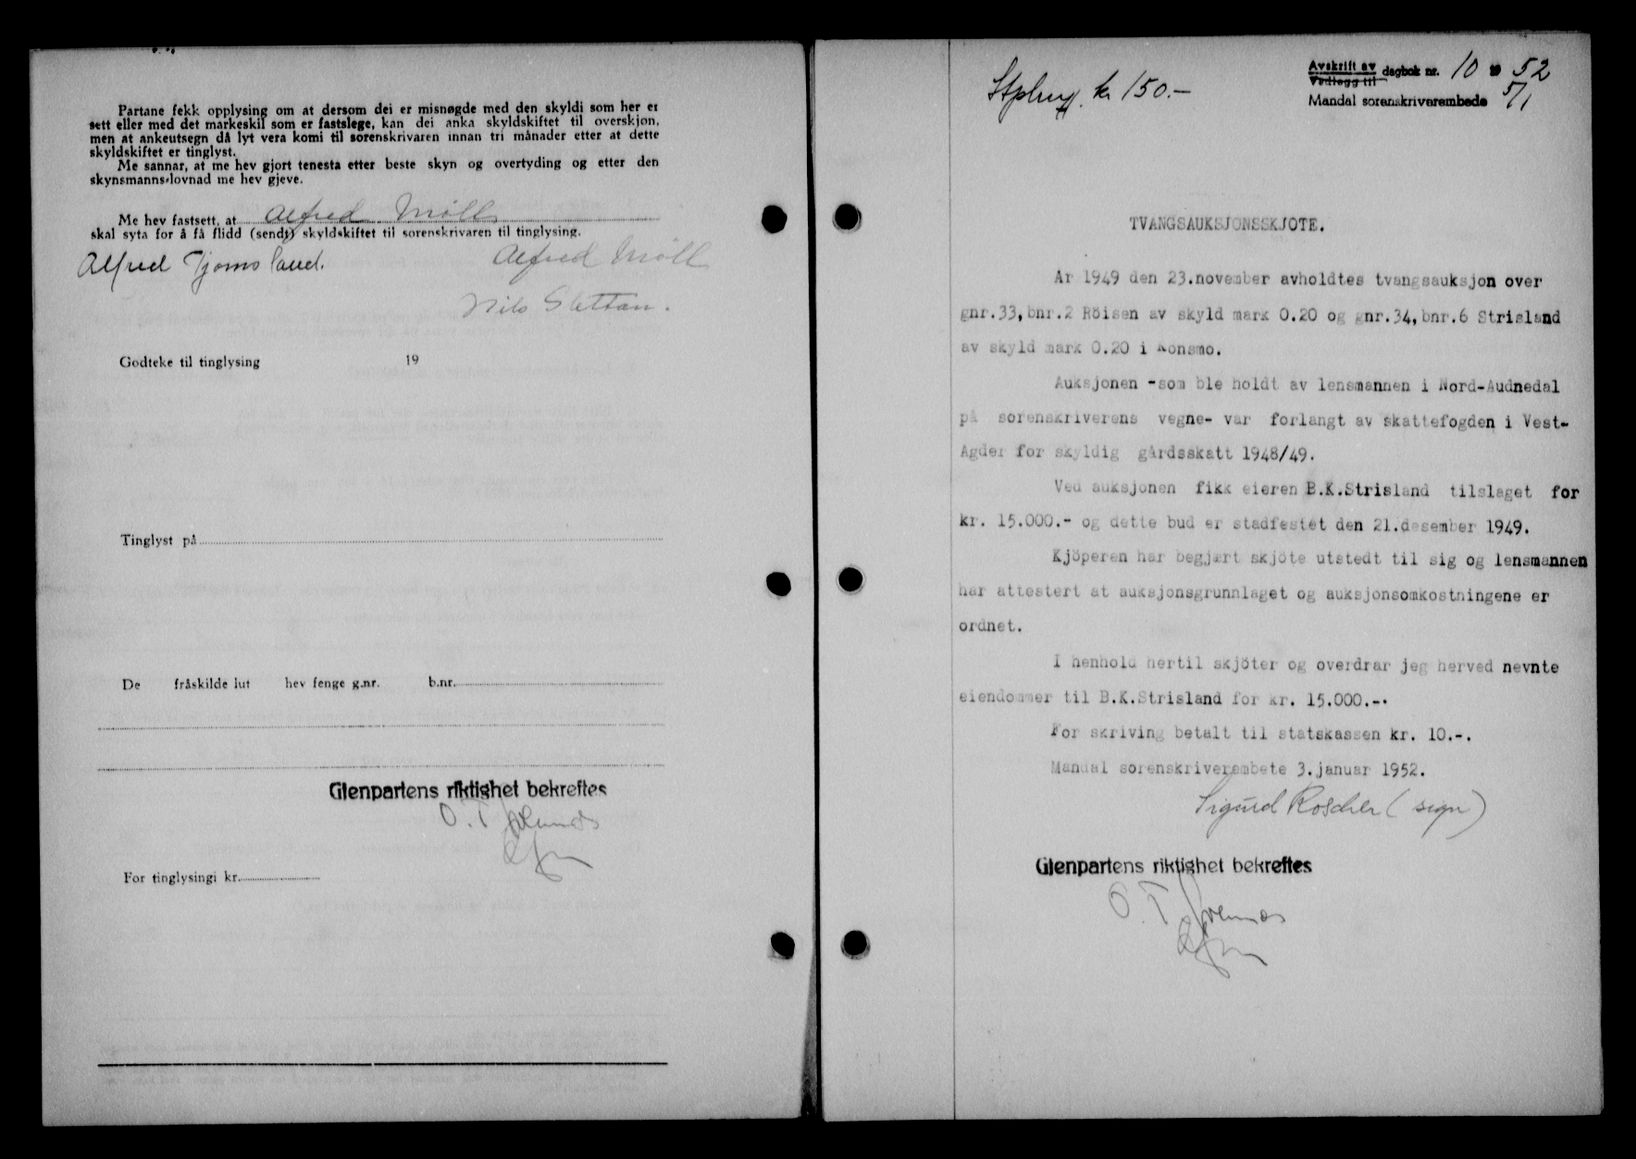 Partane fekk opplysing om at dersom dei er misnøgde med den skyldi som her er
sett eller med det markeskil som er fastslege, kan dei anka skyldskiftet til overskjøn,
men at ankeutsegn då lyt vera komi til sorenskrivaren innan tri månader etter at dette
skyldskiftet er tinglyst.
Me sannar, at me hev gjort tenesta etter beste skyn og overtyding og etter den
skynsmanns-lovnad me hev gjeve.
Me hev fastsett, at Alfred Møll
skal syta for å få flidd (sendt) skyldskiftet til sorenskrivaren til tinglysing.
Alfred Tjomsland. Alfred Møll
Nils Slettan.
Godteke til tinglysing 19
Tinglyst på
De fråskilde lut hev fenge g.nr. b.nr.
Gjenpartens riktighet bekreftes
O. T.
For tinglysingi kr.
Avskrift av
Vedlegg til dagbok nr. 10 19 52
Mandal sorenskriverembede 5/1
kr 150.-
TVANGSAUKSJONSSKJÖTE.
År 1949 den 23.november avholdtes tvangsauksjon over
gnr.33,bnr.2 Röisen av skyld mark 0.20 og gnr.34,bnr.6 Strisland
av skyld mark 0.20 i Konsmo.
Auksjonen -som ble holdt av lensmannen i Nord-Audnedal
på sorenskriverens vegne- var forlangt av skattefogden i Vest-
Agder for skyldig gårdsskatt 1948/49.
Ved auksjonen fikk eieren B.K.Strisland tilslaget for
kr. 15.000.- og dette bud er stadfestet den 21.desember 1949.
Kjöperen har begjært skjöte utstedt til sig og lensmannen
har attestert at auksjonsgrunnlaget og auksjonsomkostningene er
ordnet.
I henhold hertil skjöter og overdrar jeg herved nevnte
eiendommer til B.K.Strisland for kr. 15.000.-.
For skriving betalt til statskassen kr. 10.-.
Mandal sorenskriverembete 3.januar 1952.
Sigurd Roscher (sign)
Gjenpartens riktighet bekreftes
O. T.